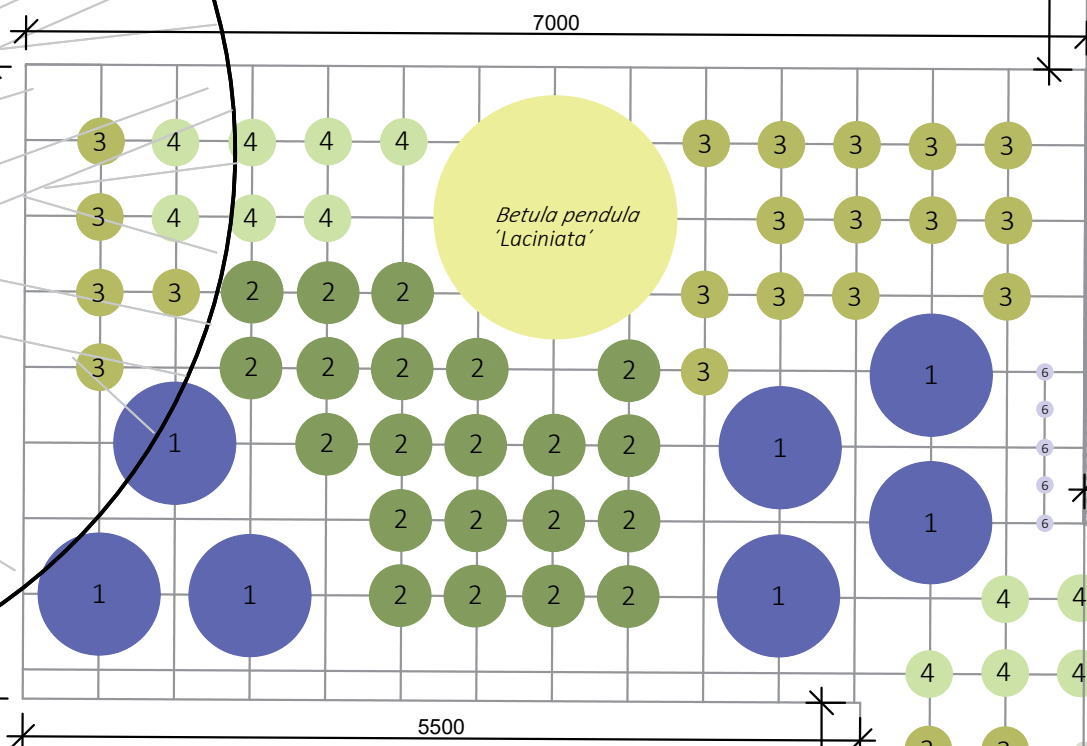 7000
3 4 4 4 4 3 3 3 3 3
3 4 4 4 Betula pendula 3 3 3 3
´Laciniata´
3 3 2 2 2 3 3 3 3
3 2 2 2 2 2 3 1 6
6
1 2 2 2 2 2 1 6
6
2 2 2 2 1 6
1 1 2 2 2 2 1 4 4
4 4 4
5500